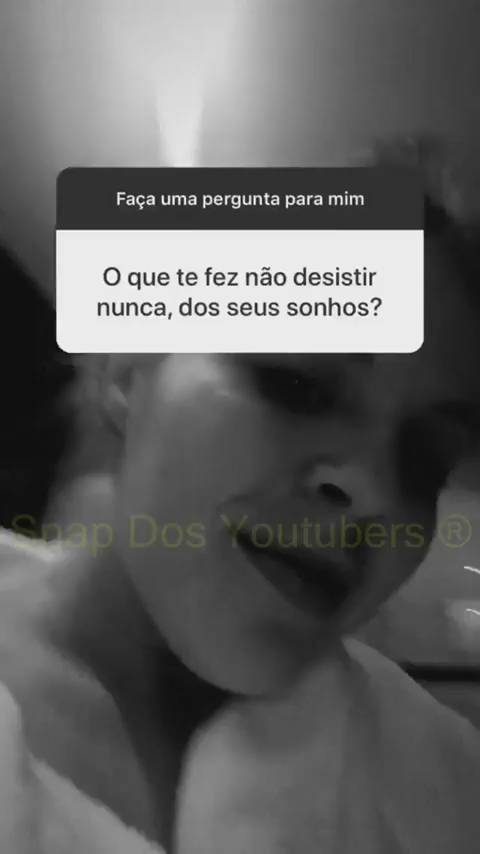 Faça uma pergunta para mim
O que te fez não desistir
nunca, dos seus sonhos?
Snap Dos Youtubers ®